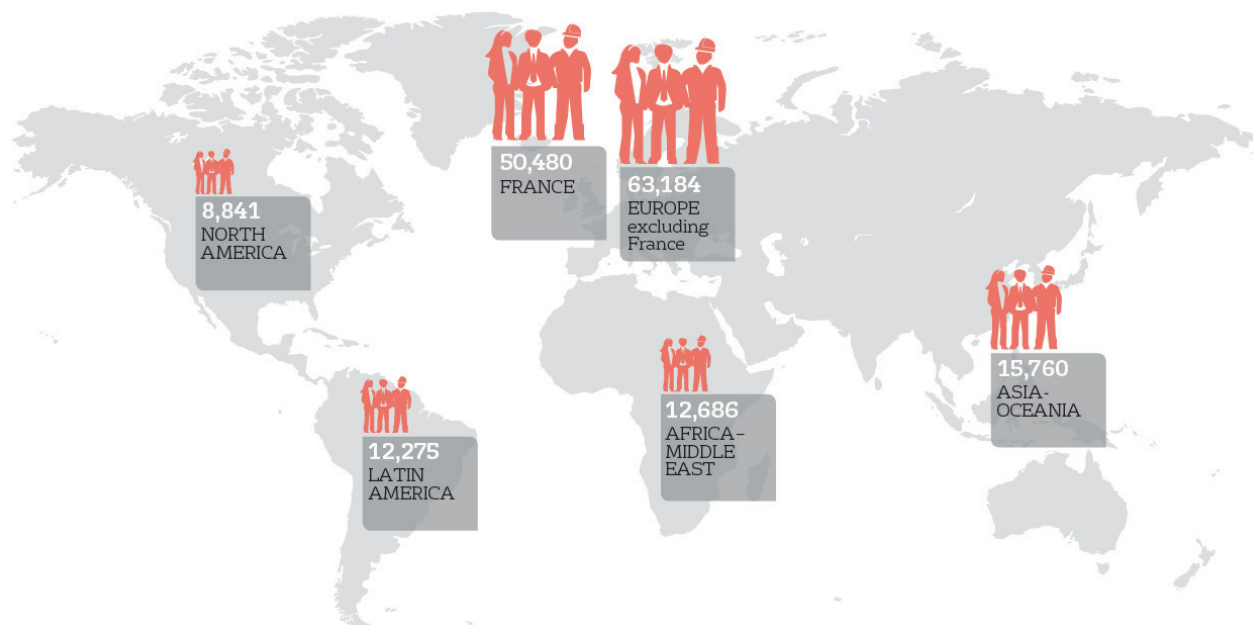 50,480
FRANCE
63,184
EUROPE
excluding
France
8,841
NORTH
AMERICA
15,760
ASIA-
OCEANIA
12,686
AFRICA–
MIDDLE
EAST
12,275
LATIN
AMERICA